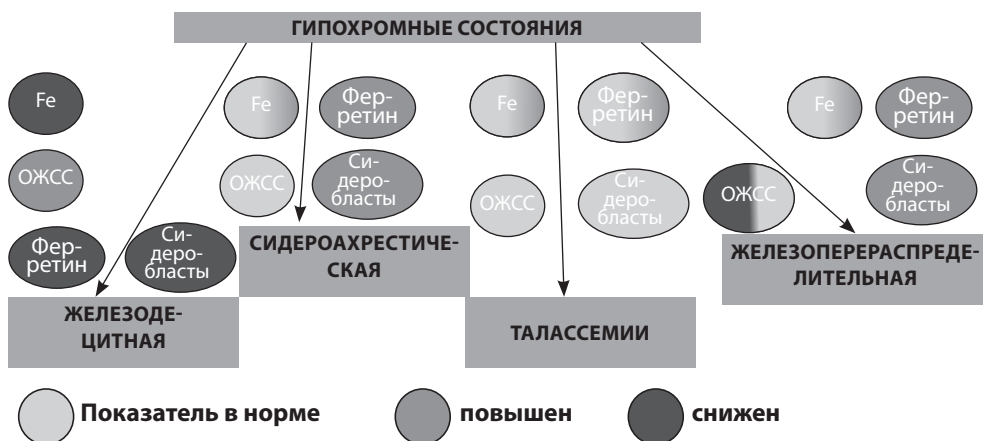 ГИПОХРОМНЫЕ СОСТОЯНИЯ
Fe
ОЖСС
Фер-
ретин
Си-
деро-
бласты
ЖЕЛЕЗОДЕ-
ЦИТНАЯ
Fe
Фер-
ретин
ОЖСС
Си-
деро-
бласты
СИДЕРОАХРЕСТИЧЕ-
СКАЯ
Fe
Фер-
ретин
ОЖСС
Си-
деро-
бласты
ТАЛАССЕМИИ
Fe
Фер-
ретин
ОЖСС
Си-
деро-
бласты
ЖЕЛЕЗОПЕРЕРАСПРЕДЕ-
ЛИТЕЛЬНАЯ
Показатель в норме
повышен
снижен